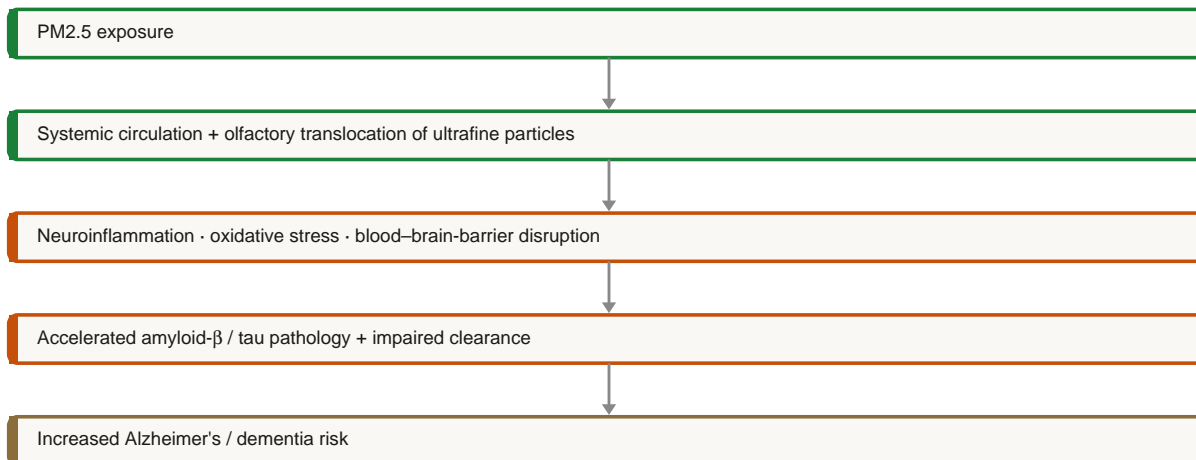 PM2.5 exposure
Systemic circulation + olfactory translocation of ultrafine particles
Neuroinflammation · oxidative stress · blood–brain-barrier disruption
Accelerated amyloid-β / tau pathology + impaired clearance
Increased Alzheimer's / dementia risk